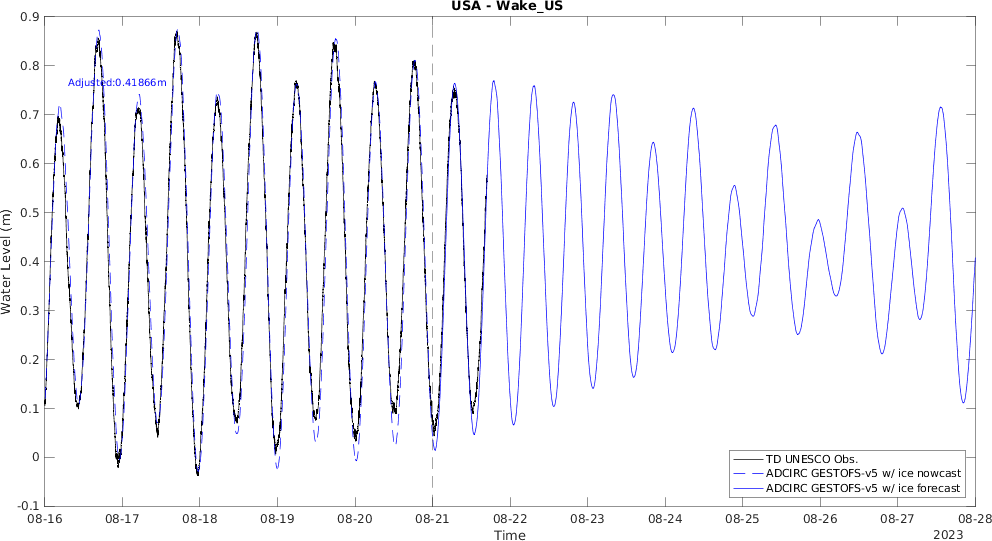 USA - Wake_US
0.9
0.8
0.7
0.6
0.5
0.4
0.3
0.2
0.1
0
-0.1
Water Level (m)
Adjusted:0.41866m
TD UNESCO Obs.
ADCIRC GESTOFS-v5 w/ ice nowcast
ADCIRC GESTOFS-v5 w/ ice forecast
08-16 08-17 08-18 08-19 08-20 08-21 08-22 08-23 08-24 08-25 08-26 08-27 08-28
Time
2023